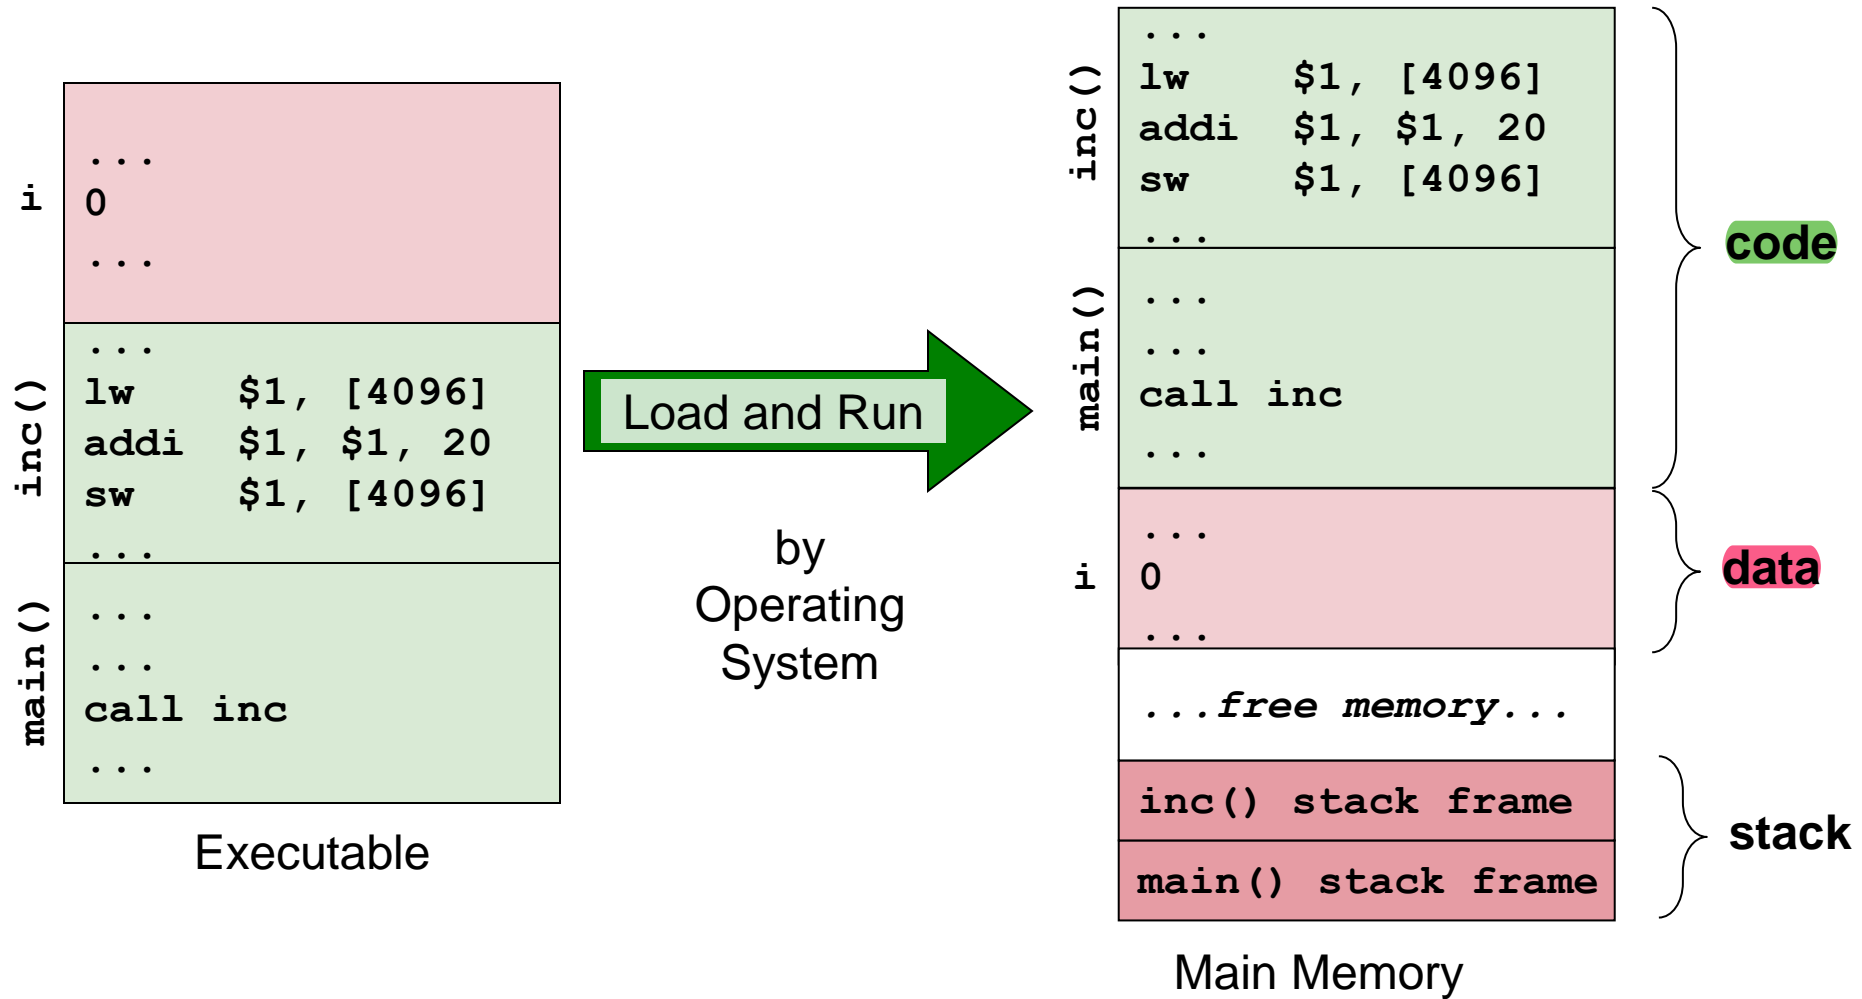 i
...
0
...
inc()
...
lw $1, [4096]
addi $1, $1, 20
sw $1, [4096]
...
main()
...
...
call inc
...
Executable
Load and Run
by
Operating
System
inc()
...
lw $1, [4096]
addi $1, $1, 20
sw $1, [4096]
...
main()
...
...
call inc
...
i
...
0
...
...free memory...
inc() stack frame
main() stack frame
Main Memory
code
data
stack